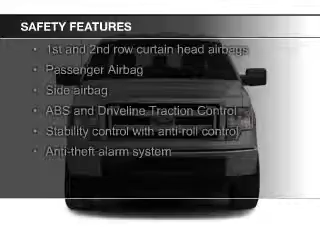 SAFETY FEATURES
• 1st and 2nd row curtain head airbags
• Passenger Airbag
• Side airbag
• ABS and Driveline Traction Control
• Stability control with anti-roll control
• Anti-theft alarm system